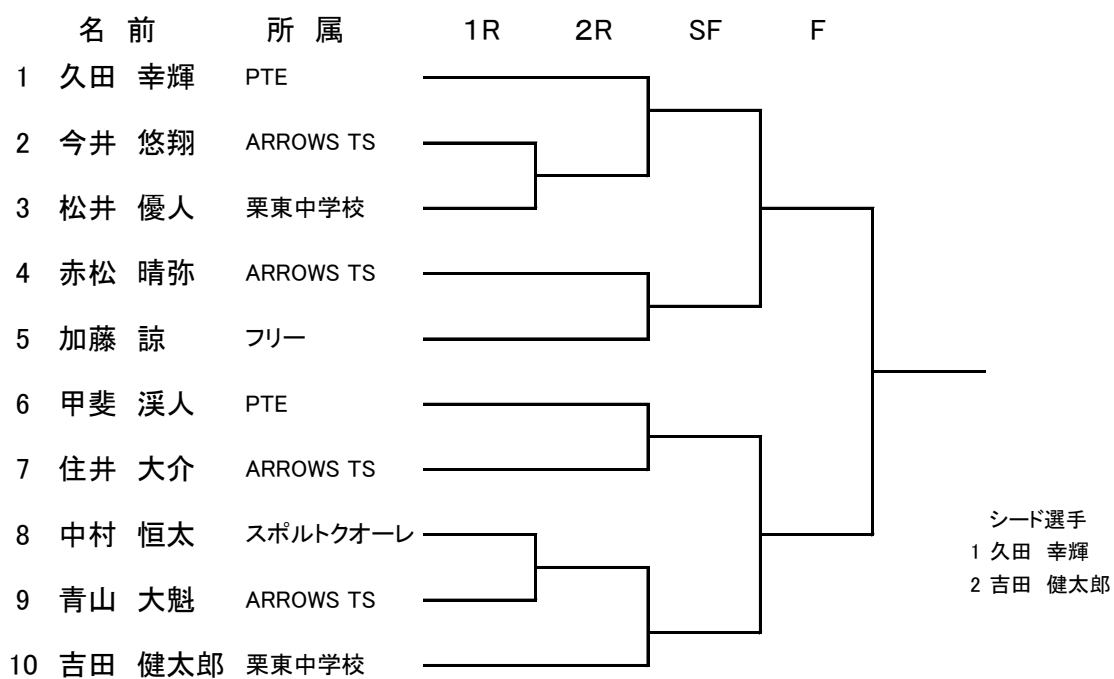 名 前 所 属 1R 2R SF F
1 久田 幸輝 PTE
2 今井 悠翔 ARROWS TS
3 松井 優人 栗東中学校
4 赤松 晴弥 ARROWS TS
5 加藤 諒 フリー
6 甲斐 渓人 PTE
7 住井 大介 ARROWS TS
8 中村 恒太 スポルトクオーレ
9 青山 大魁 ARROWS TS
10 吉田 健太郎 栗東中学校
シード選手
1 久田 幸輝
2 吉田 健太郎